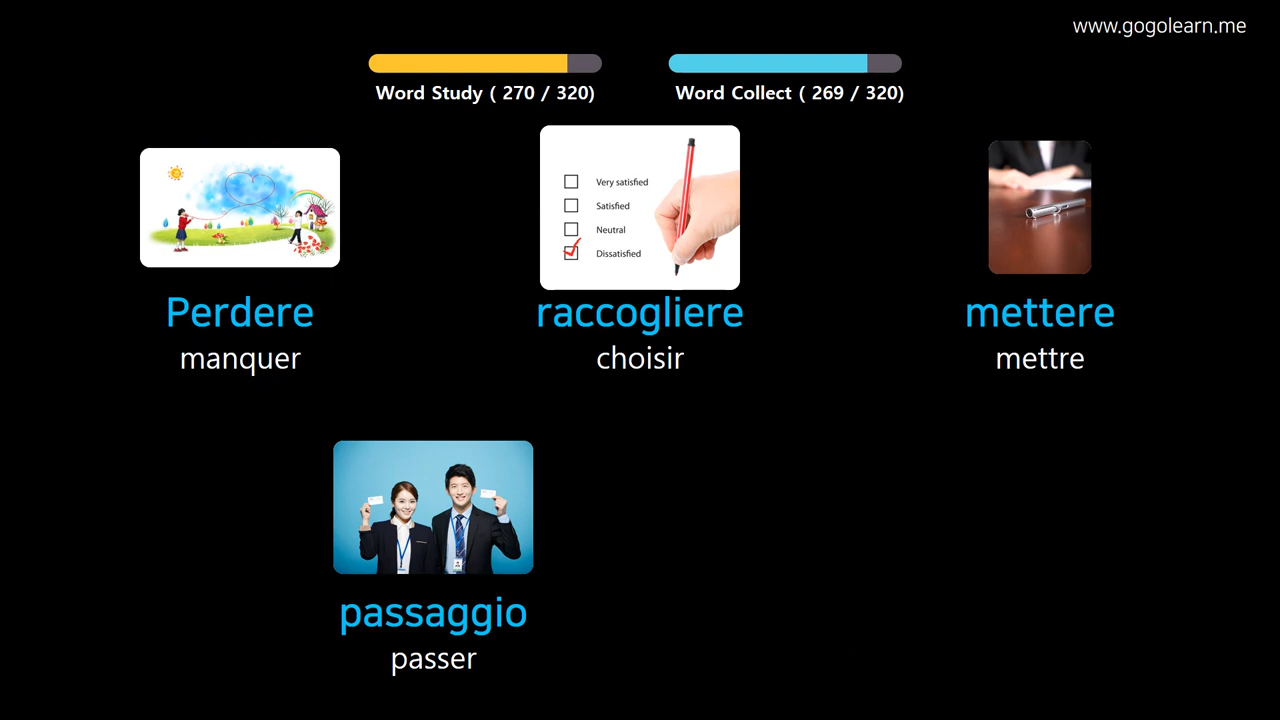 www.gogolearn.me
Word Study ( 270 / 320)
Word Collect ( 269 / 320)
Very satisfied
Satisfied
Neutral
Dissatisfied
Perdere
manquer
raccogliere
choisir
mettere
mettre
passaggio
passer